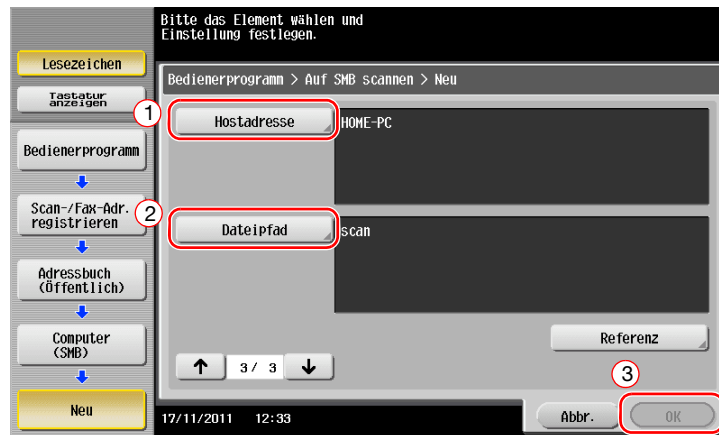 Bitte das Element wählen und
Einstellung festlegen.
Lesezeichen
Tastatur
anzeigen
Bedienerprogramm
Scan-/Fax-Adr.
registrieren
Adressbuch
(Öffentlich)
Computer
(SMB)
Neu
Bedienerprogramm > Auf SMB scannen > Neu
1
Hostadresse
HOME-PC
2
Dateipfad
scan
Referenz
↑ 3/ 3 ↓
3
17/11/2011 12:33
Abbr.
OK